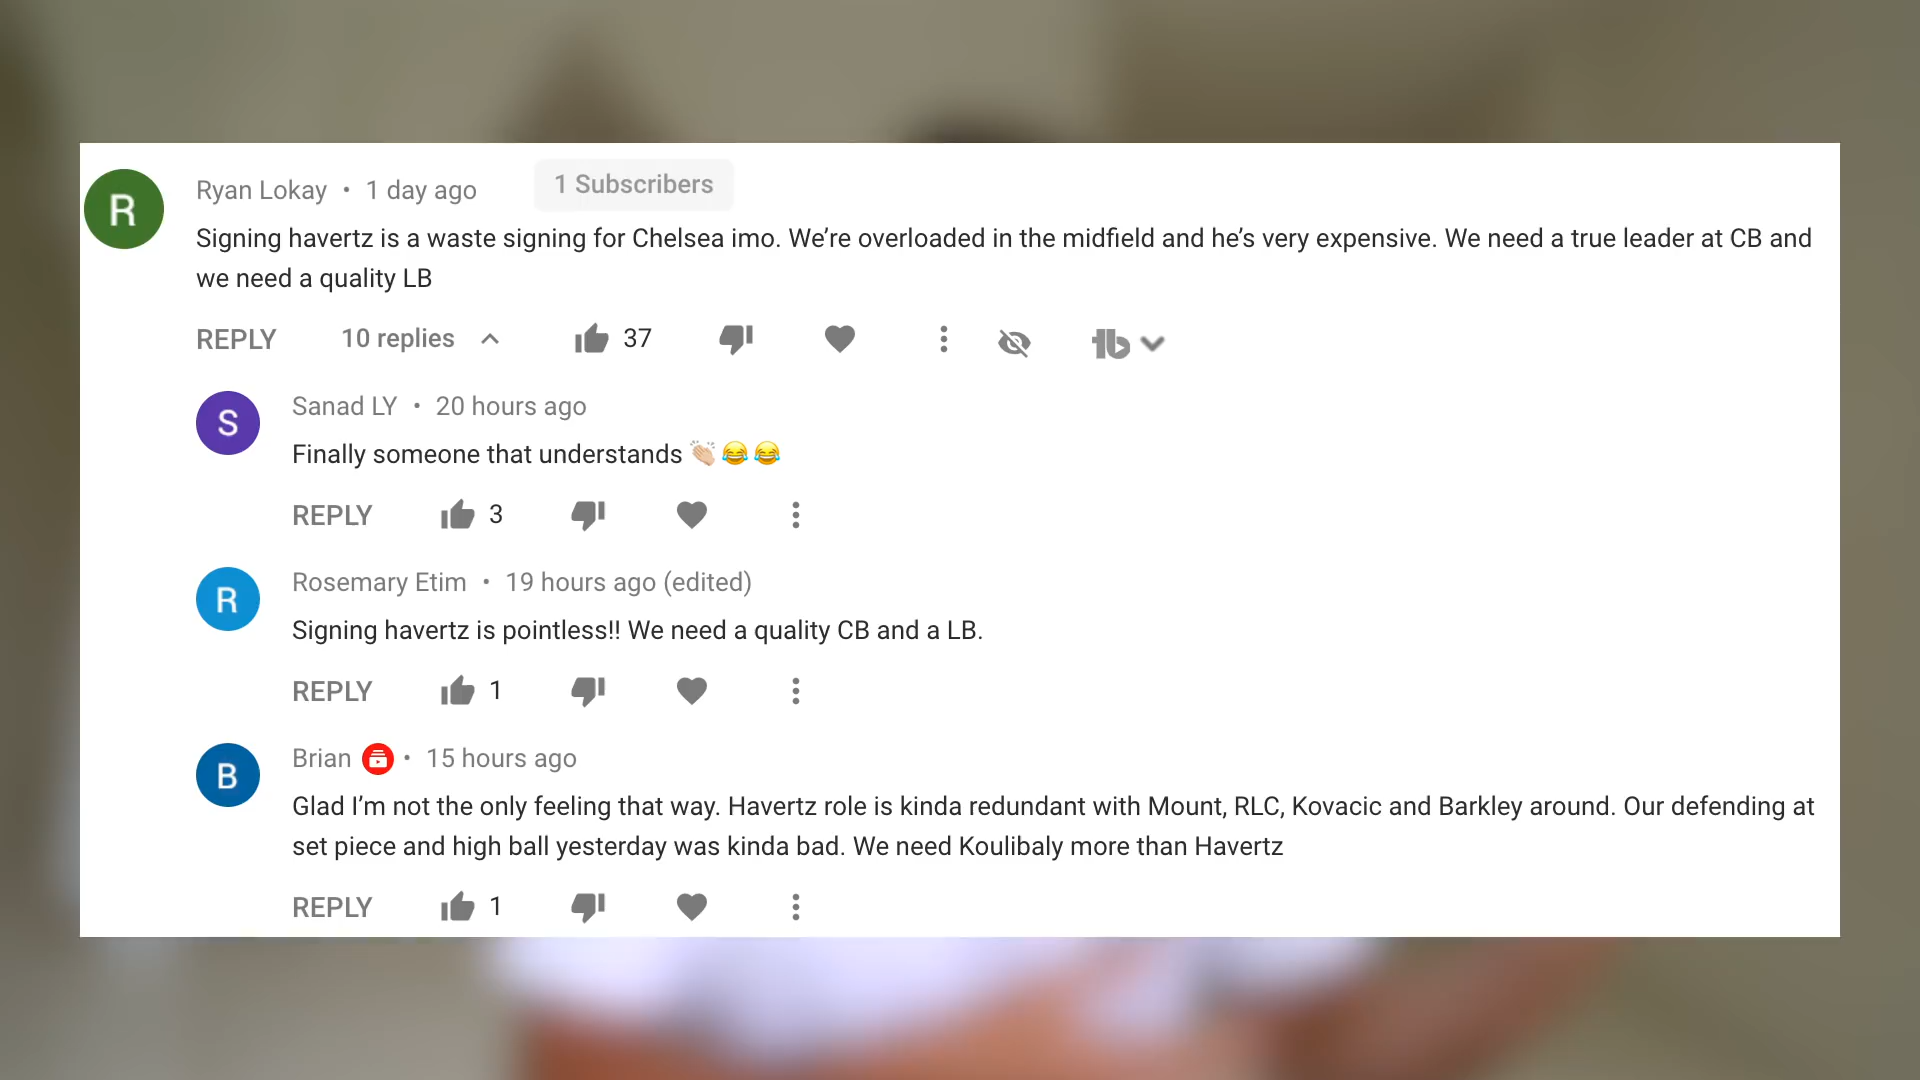 R
Ryan Lokay • 1 day ago
1 Subscribers
Signing havertz is a waste signing for Chelsea imo. We’re overloaded in the midfield and he’s very expensive. We need a true leader at CB and
we need a quality LB
REPLY 10 replies 37
S
Sanad LY • 20 hours ago
Finally someone that understands 👏🏻😂😂
REPLY 3
R
Rosemary Etim • 19 hours ago (edited)
Signing havertz is pointless!! We need a quality CB and a LB.
REPLY 1
B
Brian • 15 hours ago
Glad I’m not the only feeling that way. Havertz role is kinda redundant with Mount, RLC, Kovacic and Barkley around. Our defending at
set piece and high ball yesterday was kinda bad. We need Koulibaly more than Havertz
REPLY 1